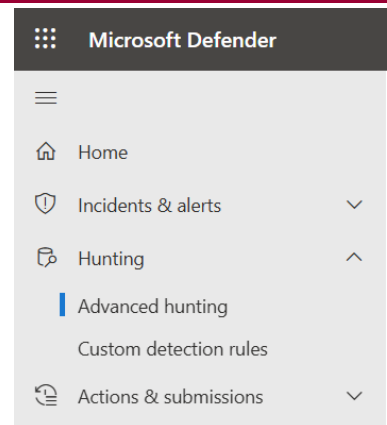 Microsoft Defender
Home
Incidents & alerts
Hunting
Advanced hunting
Custom detection rules
Actions & submissions